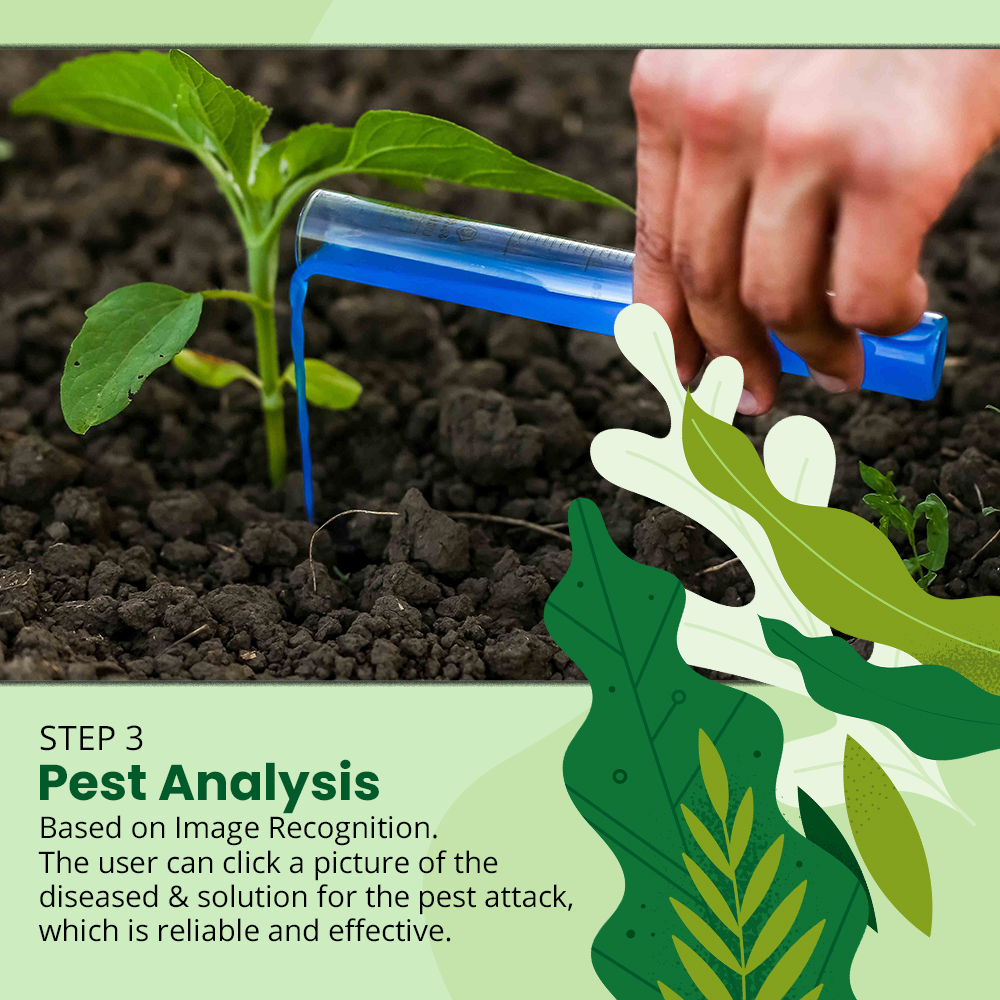 STEP 3
Pest Analysis
Based on Image Recognition.
The user can click a picture of the
diseased & solution for the pest attack,
which is reliable and effective.